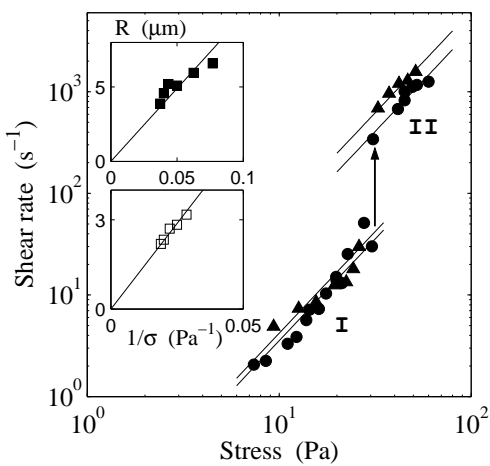 R (μm)
5
0
0
0.05
0.1
3
0
0
0.05
1/σ (Pa⁻¹)
I
II
10³
10²
10¹
10⁰
Shear rate (s⁻¹)
10⁰
10¹
10²
Stress (Pa)